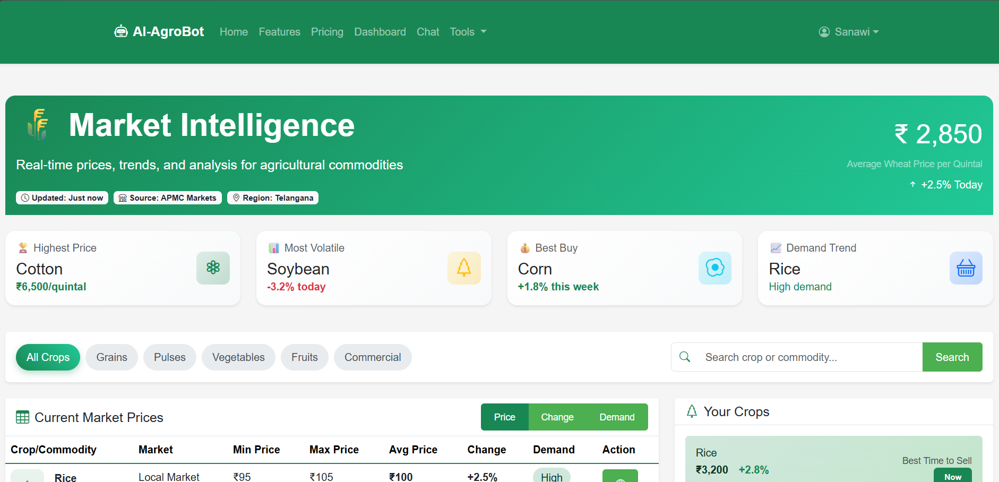 AI-AgroBot Home Features Pricing Dashboard Chat Tools Sanawi
Market Intelligence
Real-time prices, trends, and analysis for agricultural commodities
Updated: Just now Source: APMC Markets Region: Telangana
₹ 2,850
Average Wheat Price per Quintal
+2.5% Today
Highest Price
Cotton
₹6,500/quintal
Most Volatile
Soybean
-3.2% today
Best Buy
Corn
+1.8% this week
Demand Trend
Rice
High demand
All Crops Grains Pulses Vegetables Fruits Commercial
Search crop or commodity... Search
Current Market Prices
Price Change Demand
Crop/Commodity Market Min Price Max Price Avg Price Change Demand Action
Rice Local Market ₹95 ₹105 ₹100 +2.5% High
Your Crops
Rice
₹3,200 +2.8%
Best Time to Sell
Now